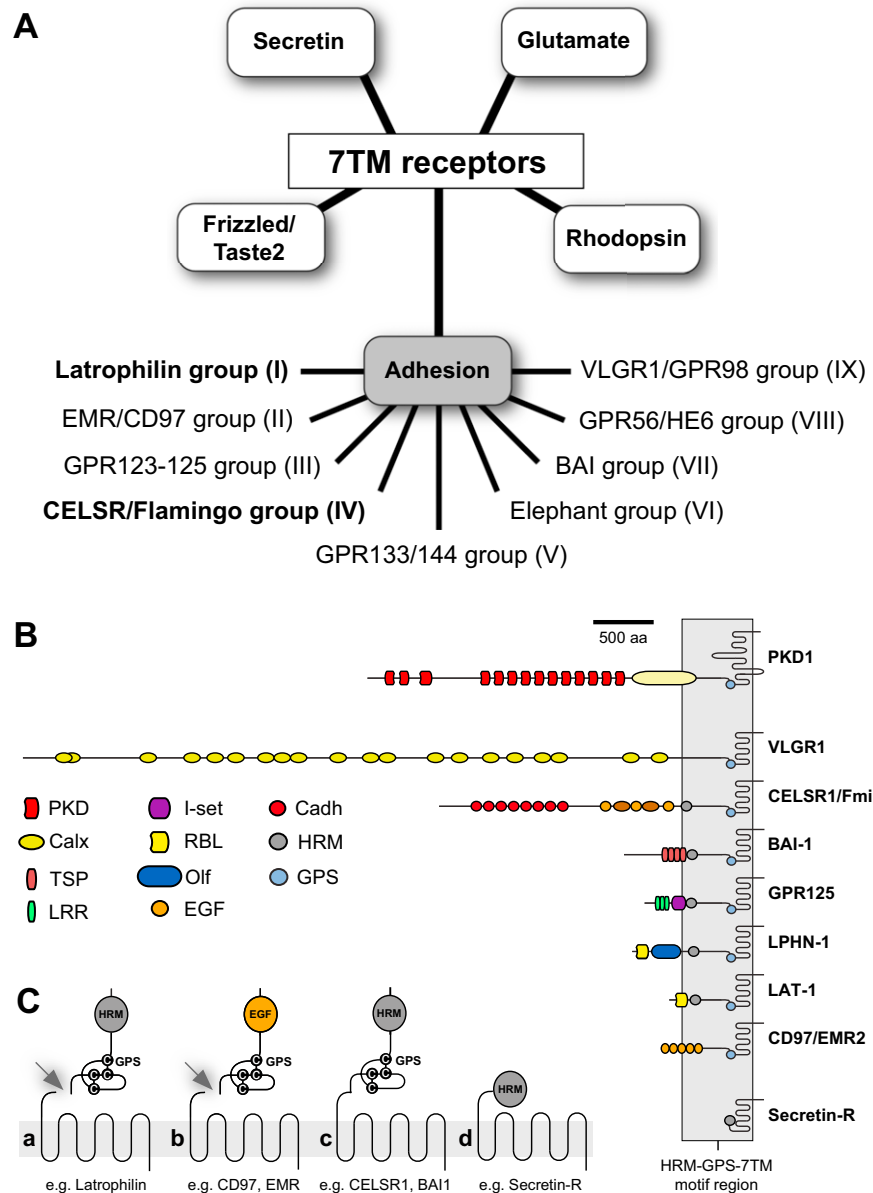 A
Secretin
Glutamate
7TM receptors
Frizzled/
Taste2
Rhodopsin
Adhesion
Latrophilin group (I)
EMR/CD97 group (II)
GPR123-125 group (III)
CELSR/Flamingo group (IV)
GPR133/144 group (V)
Elephant group (VI)
BAI group (VII)
GPR56/HE6 group (VIII)
VLGR1/GPR98 group (IX)
B
500 aa
PKD1
VLGR1
CELSR1/Fmi
BAI-1
GPR125
LPHN-1
LAT-1
CD97/EMR2
Secretin-R
HRM-GPS-7TM
motif region
PKD
Calx
TSP
LRR
I-set
RBL
Olf
EGF
Cadh
HRM
GPS
C
HRM
GPS
C
C
C
C
a
e.g. Latrophilin
EGF
GPS
C
C
C
C
b
e.g. CD97, EMR
HRM
GPS
C
C
C
C
c
e.g. CELSR1, BAI1
HRM
d
e.g. Secretin-R